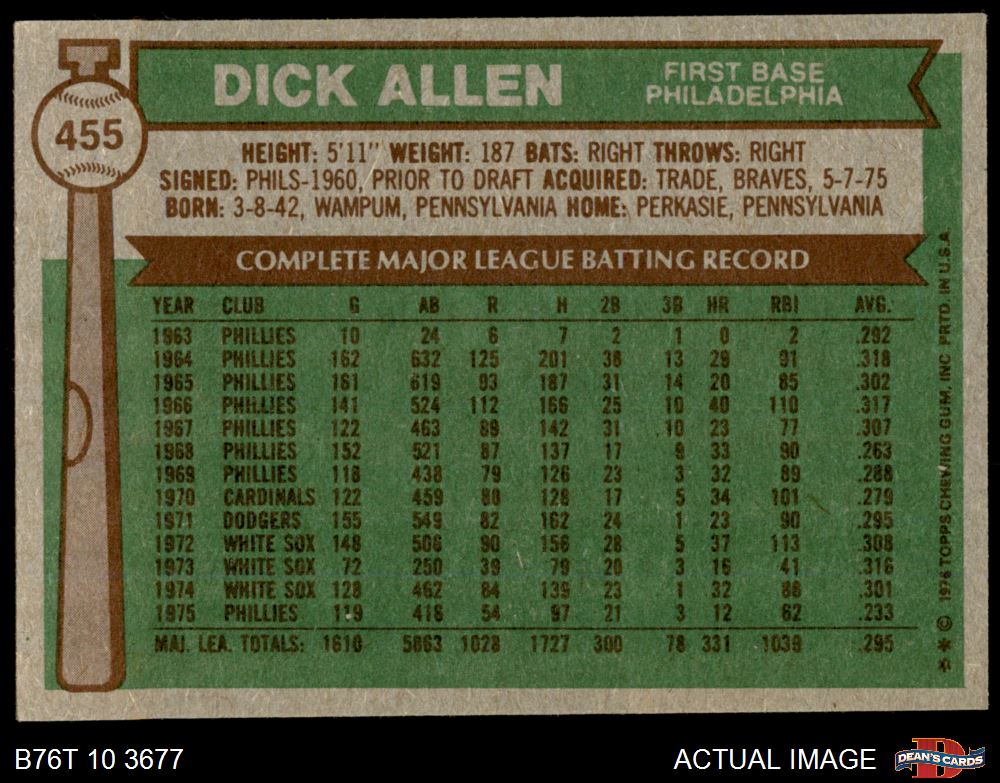 455
DICK ALLEN
FIRST BASE
PHILADELPHIA
HEIGHT: 5'11" WEIGHT: 187 BATS: RIGHT THROWS: RIGHT
SIGNED: PHILS-1960, PRIOR TO DRAFT ACQUIRED: TRADE, BRAVES, 5-7-75
BORN: 3-8-42, WAMPUM, PENNSYLVANIA HOME: PERKASIE, PENNSYLVANIA
COMPLETE MAJOR LEAGUE BATTING RECORD
YEAR CLUB G AB R H 2B 3B HR RBI AVG.
1963 PHILLIES 10 24 6 7 2 1 0 2 .292
1964 PHILLIES 162 632 125 201 38 13 29 91 .318
1965 PHILLIES 161 619 93 187 31 14 20 85 .302
1966 PHILLIES 141 524 112 166 25 10 40 110 .317
1967 PHILLIES 122 463 89 142 31 10 23 77 .307
1968 PHILLIES 152 521 87 137 17 9 33 90 .263
1969 PHILLIES 118 438 79 126 23 3 32 89 .288
1970 CARDINALS 122 459 88 128 17 5 34 101 .279
1971 DODGERS 155 549 82 162 24 1 23 90 .295
1972 WHITE SOX 148 506 90 156 28 5 37 113 .308
1973 WHITE SOX 72 250 39 79 20 3 16 41 .316
1974 WHITE SOX 128 462 84 139 23 1 32 88 .301
1975 PHILLIES 119 416 54 97 21 3 12 62 .233
MAJ. LEA. TOTALS: 1610 5863 1028 1727 300 78 331 1039 .295
* * © 1976 TOPPS CHEWING GUM, INC PRTD. IN U.S.A.
B76T 10 3677
ACTUAL IMAGE
D
DEAN'S CARDS